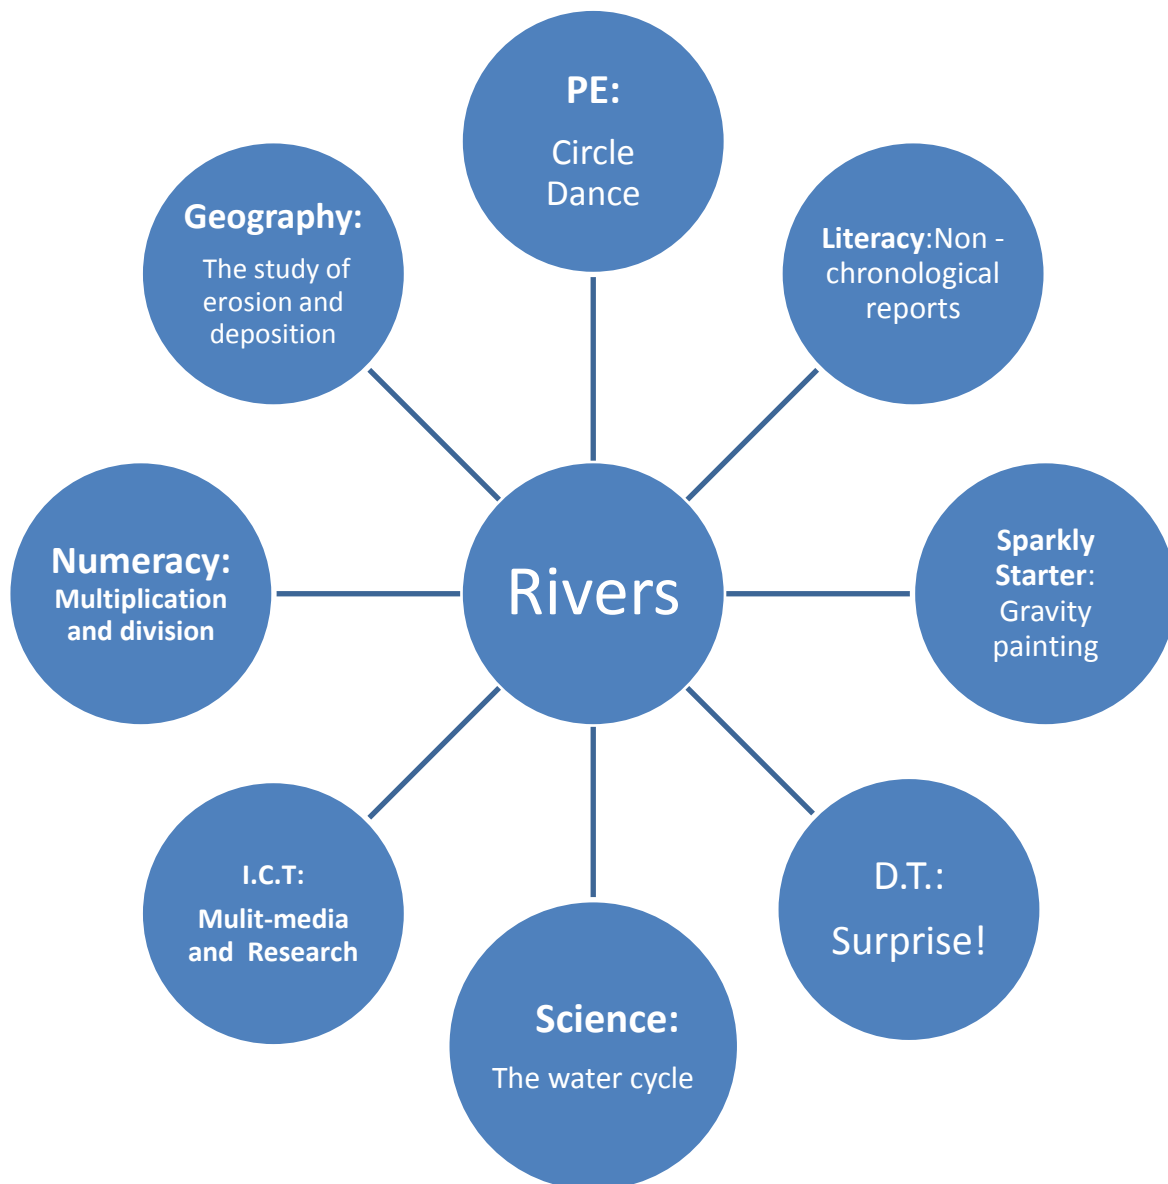 PE:
Circle
Dance
Geography:
The study of
erosion and
deposition
Literacy:Non -
chronological
reports
Numeracy:
Multiplication
and division
Rivers
Sparkly
Starter:
Gravity
painting
I.C.T:
Mulit-media
and Research
D.T.:
Surprise!
Science:
The water cycle